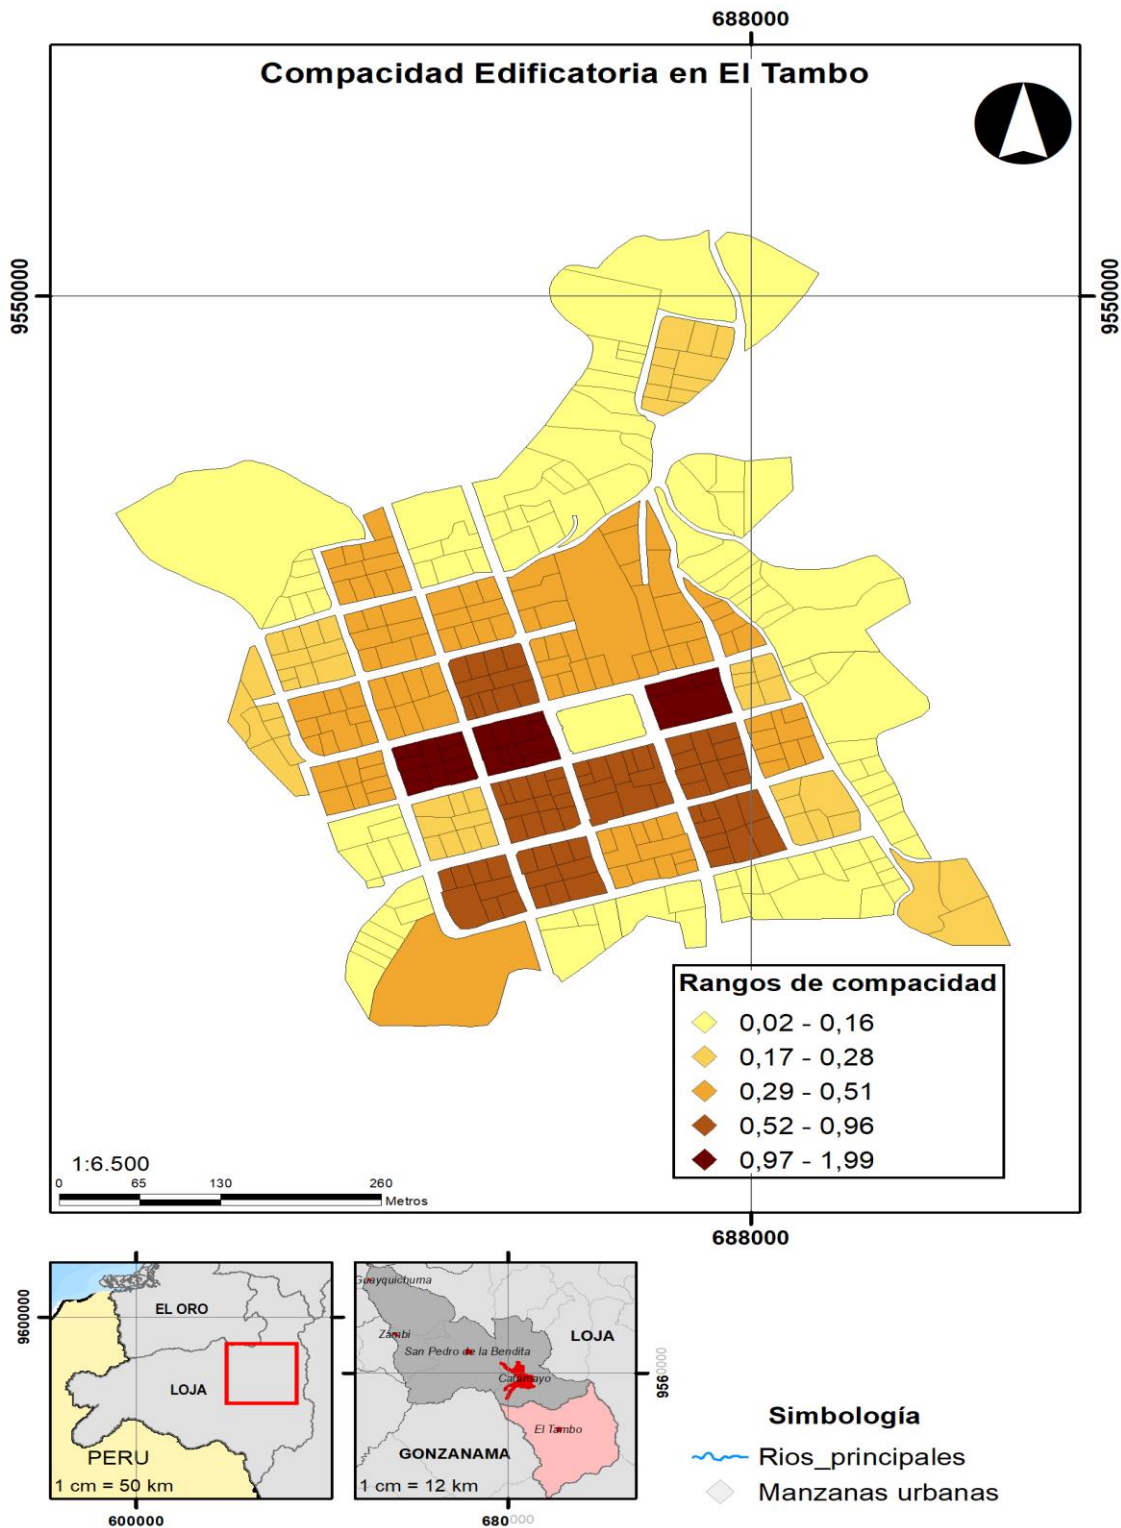 688000
Compacidad Edificatoria en El Tambo
9550000
9550000
Rangos de compacidad
0,02 - 0,16
0,17 - 0,28
0,29 - 0,51
0,52 - 0,96
0,97 - 1,99
1:6.500
0 65 130 260
Metros
688000
9600000
EL ORO
LOJA
PERU
1 cm = 50 km
600000
Guayquichuma
Zambi
San Pedro de la Bendita
LOJA
Catamayo
El Tambo
GONZANAMA
1 cm = 12 km
680000
9560000
Simbología
Rios_principales
Manzanas urbanas